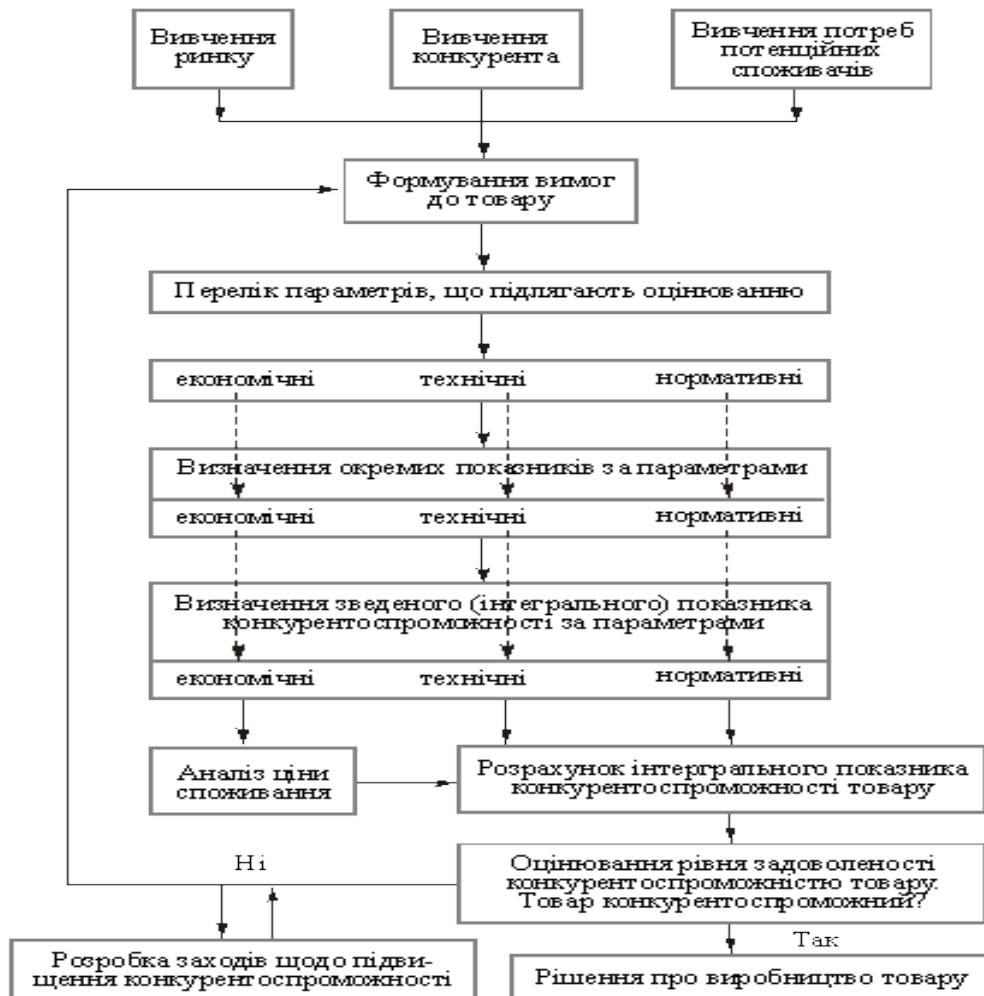 Вивчення
ринку
Вивчення
конкурента
Вивчення потреб
потенційних
споживачів
Формування вимог
до товару
Перелік параметрів, що підлягають оцінюванню
економічні технічні нормативні
Визначення окремих показників за параметрами
економічні технічні нормативні
Визначення зведеного (інтегрального) показника
конкурентоспроможності за параметрами
економічні технічні нормативні
Аналіз ціни
споживання
Розрахунок інтергрального показника
конкурентоспроможності товару
Ні
Оцінювання рівня задоволеності
конкурентоспроможністю товару.
Товар конкурентоспроможний?
Так
Розробка заходів щодо підви-
щення конкурентоспроможності
Рішення про виробництво товару